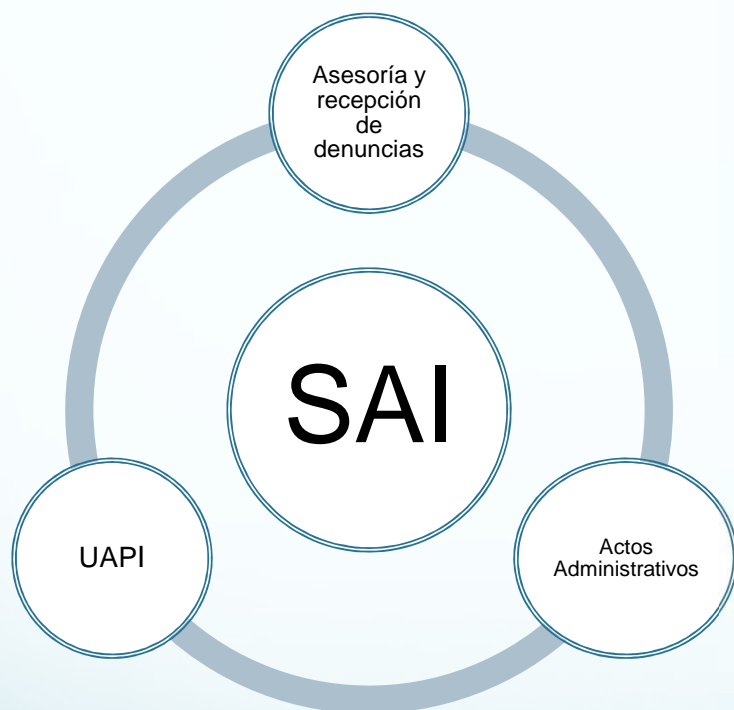 Asesoría y
recepción
de
denuncias
SAI
UAPI
Actos
Administrativos